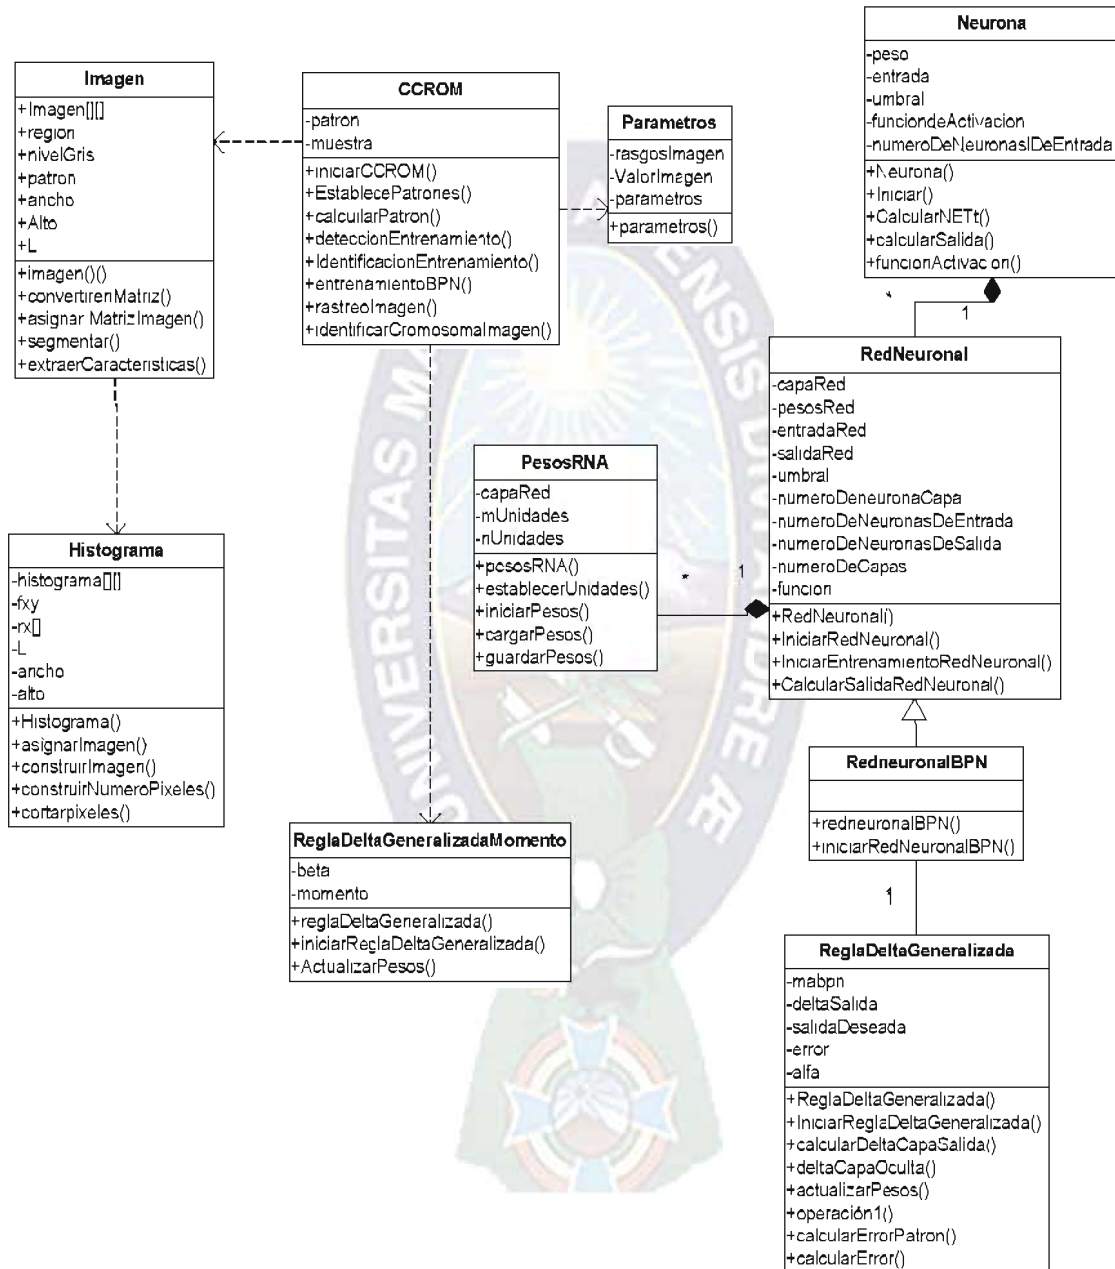 Neurona
-peso
-entrada
-umbral
-funciondeActivacion
-numeroDeNeuronasIDeEntrada
+Neurona()
+Iniciar()
+CalcularNETt()
+calcularSalida()
+funcionActivacion()
*
1
Imagen
+Imagen[][]
+region
+nivelGris
+patron
+ancho
+Alto
+L
+imagen()()
+convertirenMatriz()
+asignar MatrizImagen()
+segmentar()
+extraerCaracteristicas()
CCROM
-patron
-muestra
+iniciarCCROM()
+EstablecePatrones()
+calcularPatron()
+deteccionEntrenamiento()
+IdentificacionEntrenamiento()
+entrenamientoBPN()
+rastreoImagen()
+identificarCromosomaImagen()
Parametros
-rasgosImagen
-ValorImagen
-parametros
+parametros()
RedNeuronal
-capaRed
-pesosRed
-entradaRed
-salidaRed
-umbral
-numeroDeneuronaCapa
-numeroDeNeuronasDeEntrada
-numeroDeNeuronasDeSalida
-numeroDeCapas
-funcion
+RedNeuronal()
+IniciarRedNeuronal()
+IniciarEntrenamientoRedNeuronal()
+CalcularSalidaRedNeuronal()
PesosRNA
-capaRed
-mUnidades
-nUnidades
+pesosRNA()
+establecerUnidades()
+iniciarPesos()
+cargarPesos()
+guardarPesos()
*
1
Histograma
-histograma[][]
-fxy
-rx[]
-L
-ancho
-alto
+Histograma()
+asignarImagen()
+construirImagen()
+construirNumeroPixeles()
+cortarpixeles()
RedneuronalBPN
+redneuronalBPN()
+iniciarRedNeuronalBPN()
1
ReglaDeltaGeneralizadaMomento
-beta
-momento
+reglaDeltaGeneralizada()
+iniciarReglaDeltaGeneralizada()
+ActualizarPesos()
ReglaDeltaGeneralizada
-mabpn
-deltaSalida
-salidaDeseada
-error
-alfa
+ReglaDeltaGeneralizada()
+IniciarReglaDeltaGeneralizada()
+calcularDeltaCapaSalida()
+deltaCapaOculta()
+actualizarPesos()
+operación1()
+calcularErrorPatron()
+calcularError()
UNIVERSITAS